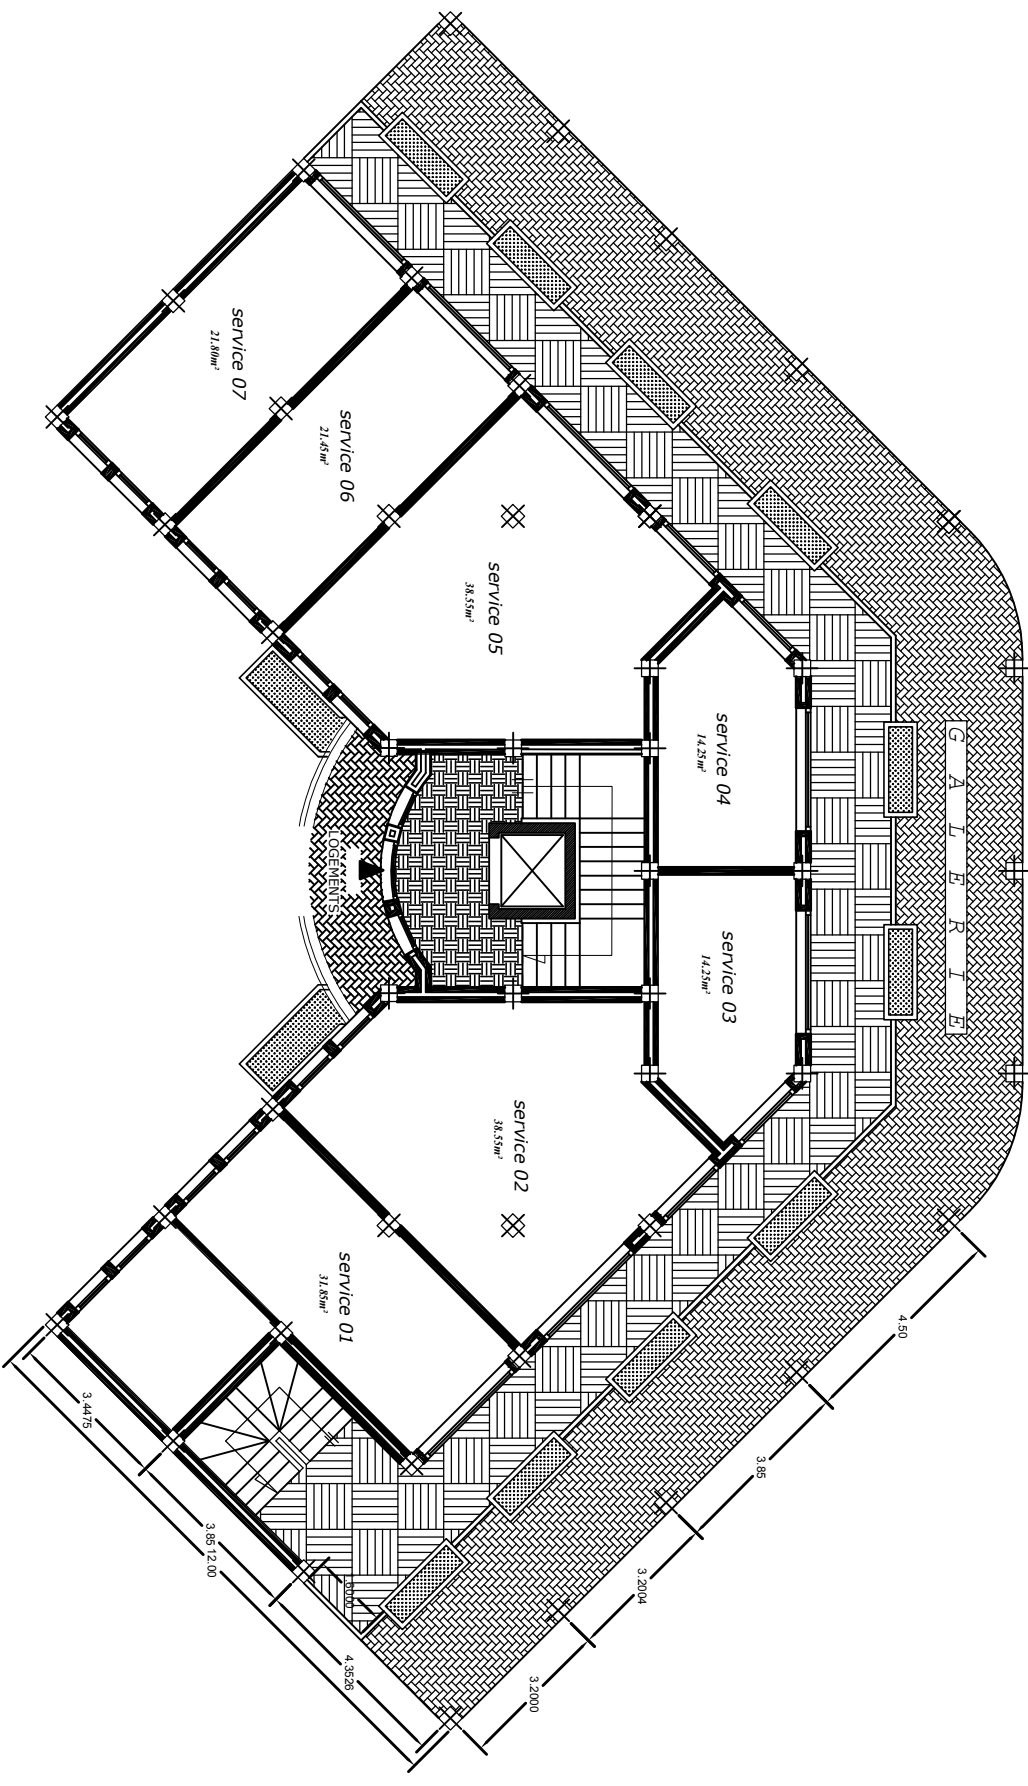 service 07
21.80m²
service 06
21.45m²
service 05
38.55m²
service 04
14.25m²
service 03
14.25m²
service 02
38.55m²
service 01
31.85m²
GALERIE
LOGEMENTS
4.50
3.85
3.2004
3.2000
3.4475
3.85
12.00
4.3526